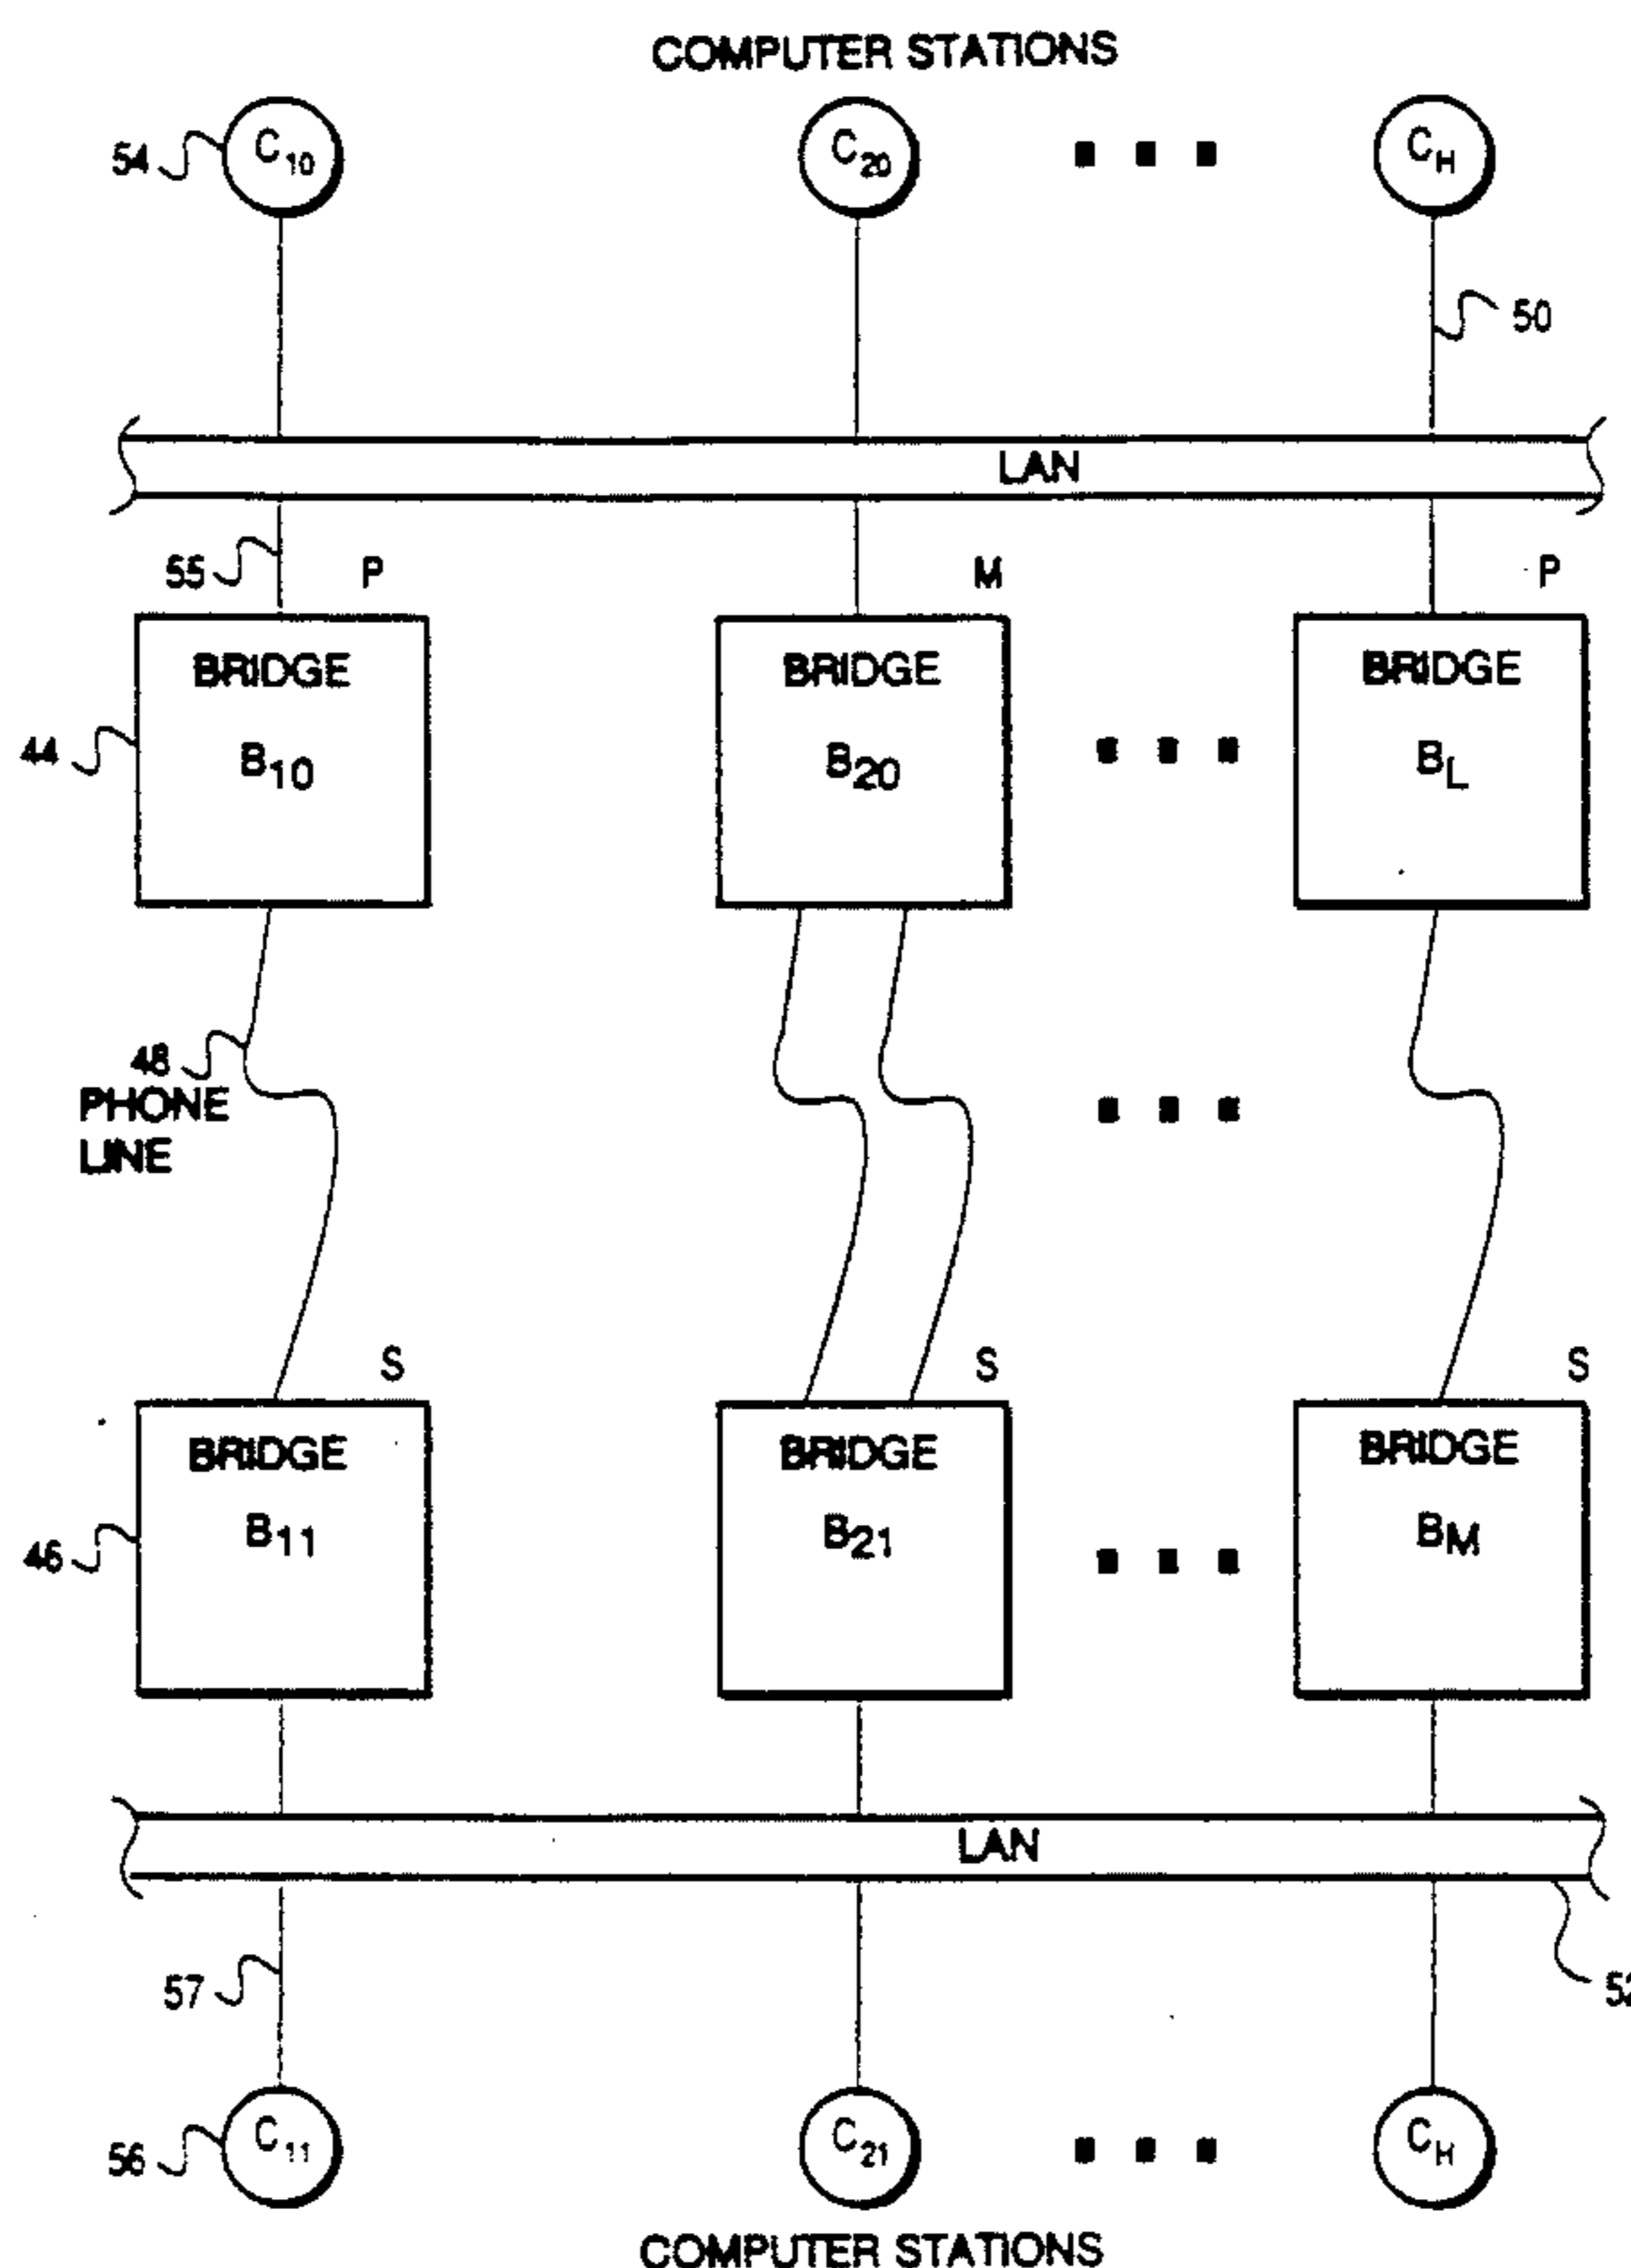 COMPUTER STATIONS
54 C10 C20 CH
50
LAN
55 P M P
BRIDGE BRIDGE BRIDGE
44 B10 B20 BL
48
PHONE
LINE
S S S
BRIDGE BRIDGE BRIDGE
46 B11 B21 BM
LAN
57 52
56 C11 C21 CH
COMPUTER STATIONS